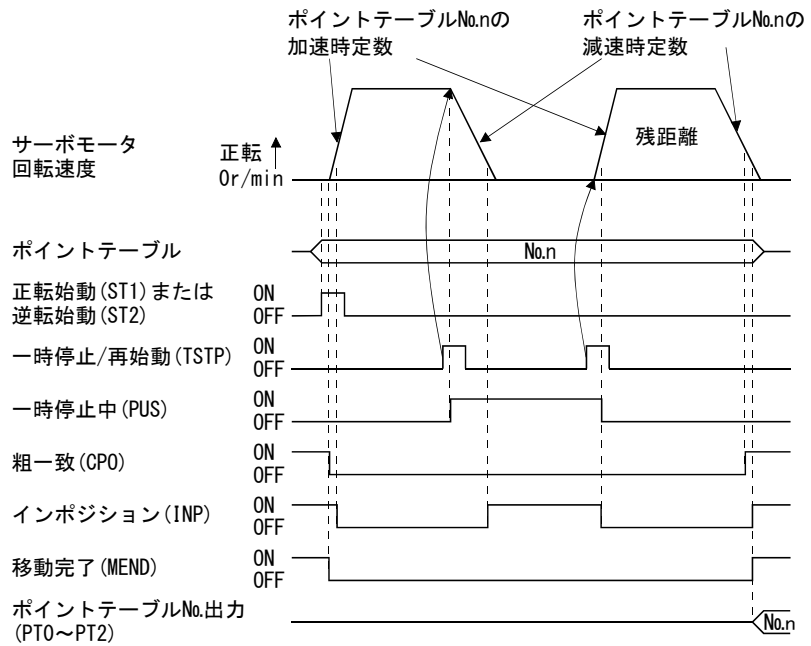 ポイントテーブル№nの
加速時定数
ポイントテーブル№nの
減速時定数
サーボモータ
回転速度
正転
0r/min
残距離
ポイントテーブル
№n
正転始動(ST1)または
逆転始動(ST2)
ON
OFF
一時停止/再始動(TSTP)
ON
OFF
一時停止中(PUS)
ON
OFF
粗一致(CPO)
ON
OFF
インポジション(INP)
ON
OFF
移動完了(MEND)
ON
OFF
ポイントテーブル№出力
(PT0～PT2)
№n